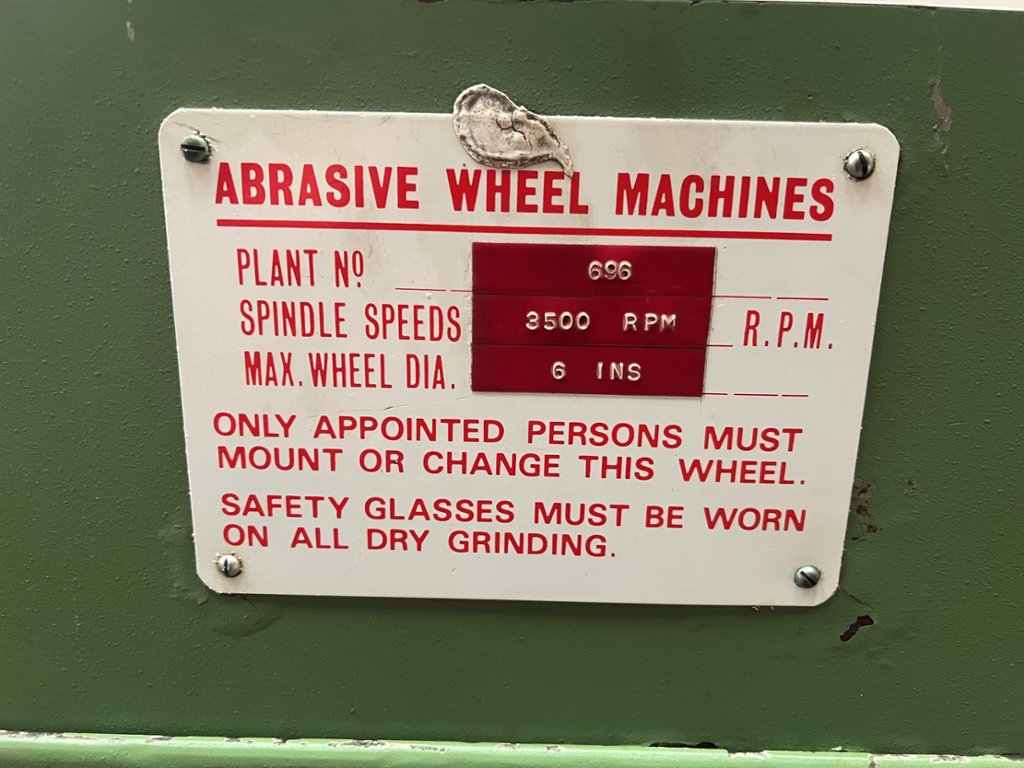 ABRASIVE WHEEL MACHINES
PLANT Nº 696
SPINDLE SPEEDS 3500 RPM R.P.M.
MAX. WHEEL DIA. 6 INS
ONLY APPOINTED PERSONS MUST
MOUNT OR CHANGE THIS WHEEL.
SAFETY GLASSES MUST BE WORN
ON ALL DRY GRINDING.